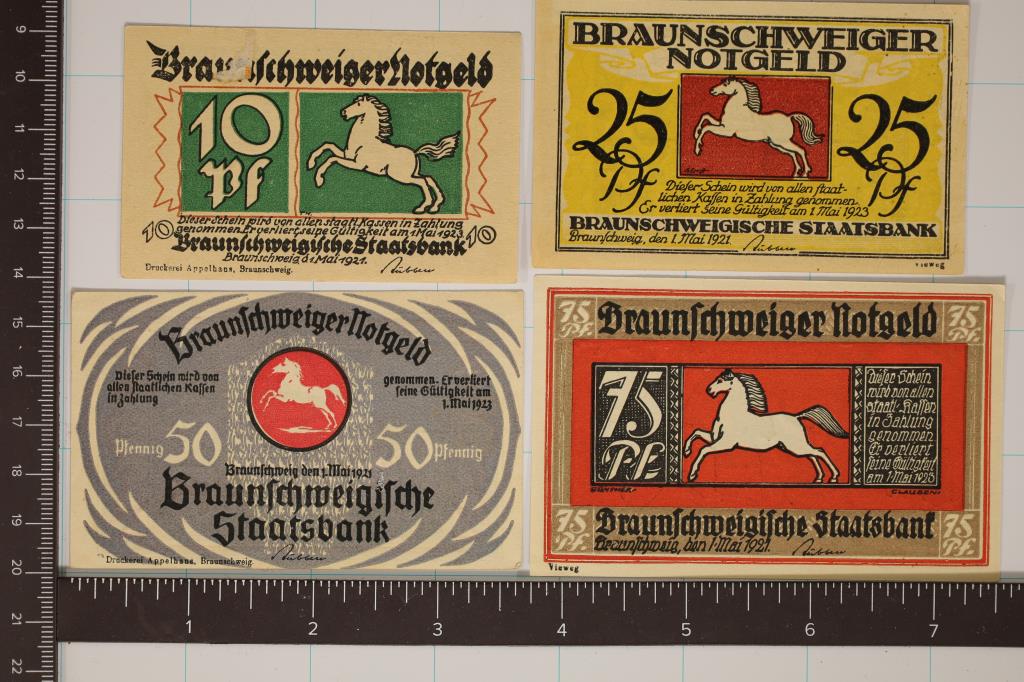 BraunschweigerNotgeld
10
Pf
Dieser Schein wird von allen staatl. Kassen in Zahlung
genommen. Er verliert seine Gültigkeit am 1. Mai 1923
10 Braunschweigische Staatsbank 10
Braunschweig d 1. Mai 1921.
Druckerei Appelhans, Braunschweig.
BRAUNSCHWEIGER
NOTGELD
25 Pf
25 Pf
Dieser Schein wird von allen staat-
lichen Kassen in Zahlung genommen.
Er verliert seine Gültigkeit am 1. Mai 1923
BRAUNSCHWEIGISCHE STAATSBANK
Braunschweig, den 1. Mai 1921.
Vieweg
Braunschweiger Notgeld
Dieser Schein wird von
allen staatlichen Kassen
in Zahlung
genommen. Er verliert
seine Gültigkeit am
1. Mai 1923
Pfennig 50
50 Pfennig
Braunschweig den 1. Mai 1921
Braunschweigische
Staatsbank
Druckerei Appelhans, Braunschweig.
75 Pf.
75 Pf.
Braunschweiger Notgeld
75
Pf.
Dieser Schein
wird von allen
staatl. Kassen
in Zahlung
genommen
Er verliert
seine Gültigkeit
am 1. Mai 1923
GÜNTHER
CLAUBEN
75 Pf.
75 Pf.
Braunschweigische Staatsbank
Braunschweig, den 1. Mai 1921.
Vieweg
9
10
11
12
13
14
15
16
17
18
19
20
21
22
1 2 3 4 5 6 7